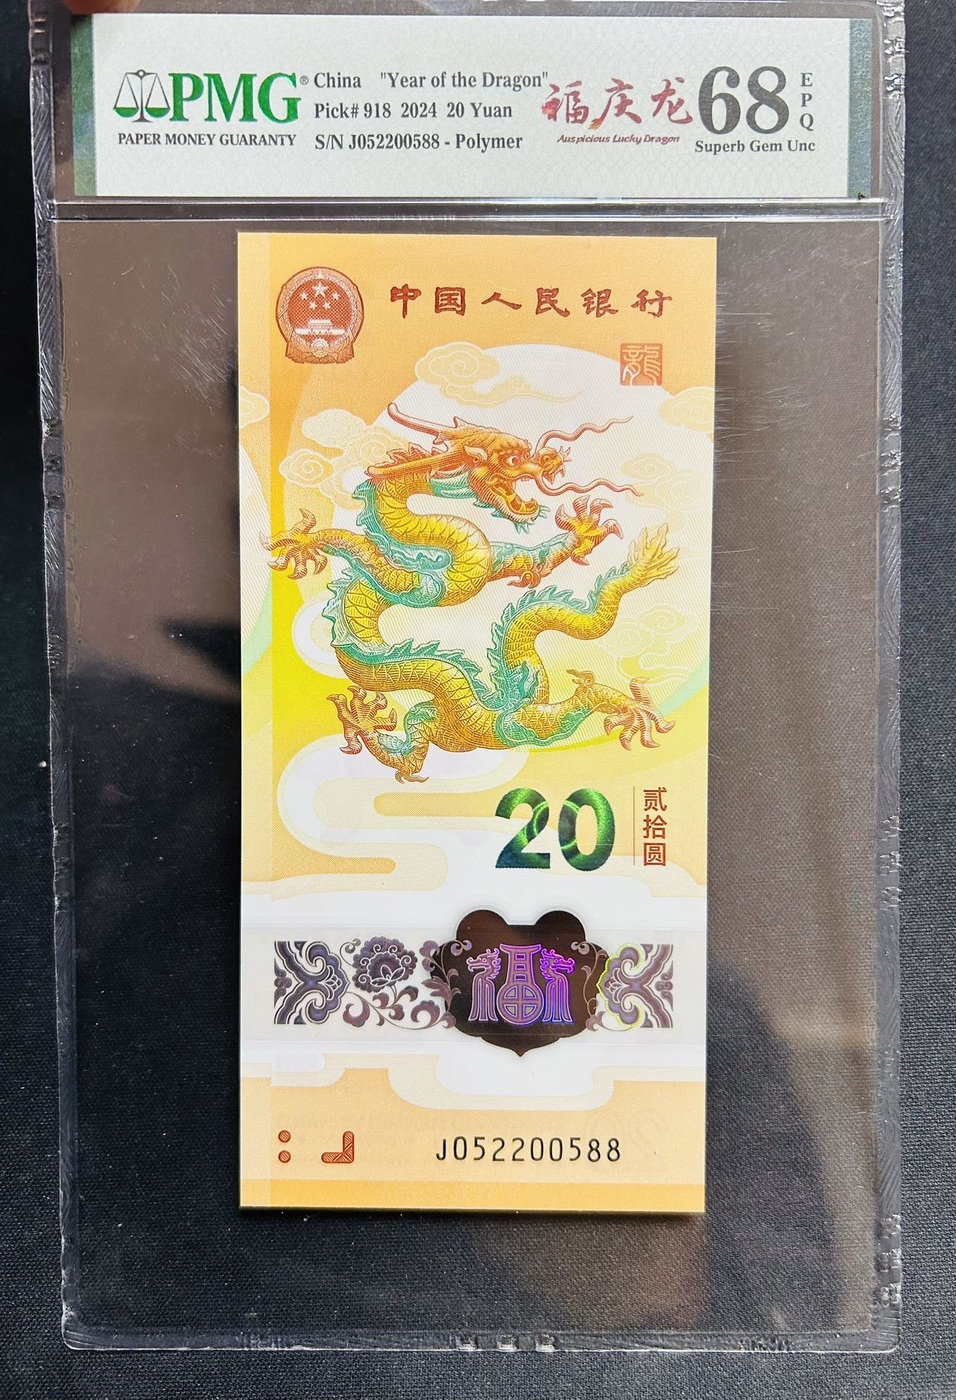 PMG®
PAPER MONEY GUARANTY
China "Year of the Dragon"
Pick# 918 2024 20 Yuan
S/N J052200588 - Polymer
福庆龙
Auspicious Lucky Dragon
68
EPQ
Superb Gem Unc
中国人民银行
龍
20
贰拾圆
福
J052200588